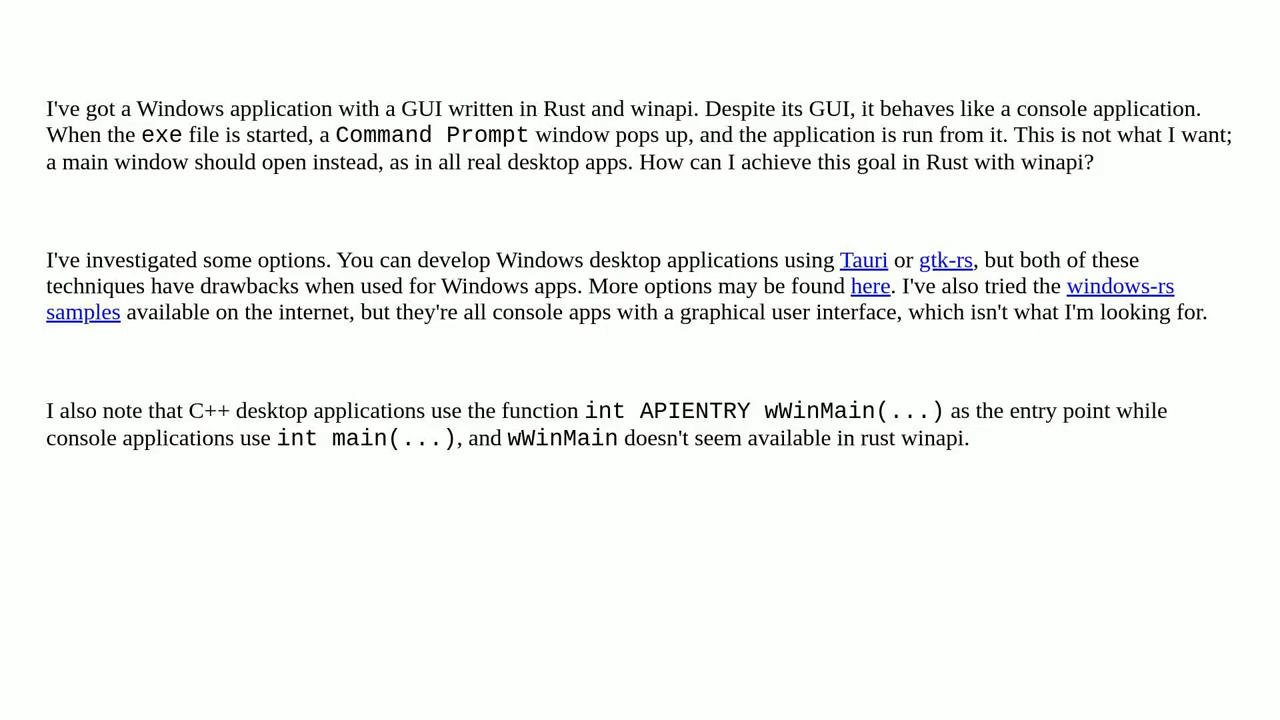 I've got a Windows application with a GUI written in Rust and winapi. Despite its GUI, it behaves like a console application.
When the exe file is started, a Command Prompt window pops up, and the application is run from it. This is not what I want;
a main window should open instead, as in all real desktop apps. How can I achieve this goal in Rust with winapi?
I've investigated some options. You can develop Windows desktop applications using Tauri or gtk-rs, but both of these
techniques have drawbacks when used for Windows apps. More options may be found here. I've also tried the windows-rs
samples available on the internet, but they're all console apps with a graphical user interface, which isn't what I'm looking for.
I also note that C++ desktop applications use the function int APIENTRY wWinMain(...) as the entry point while
console applications use int main(...), and wWinMain doesn't seem available in rust winapi.